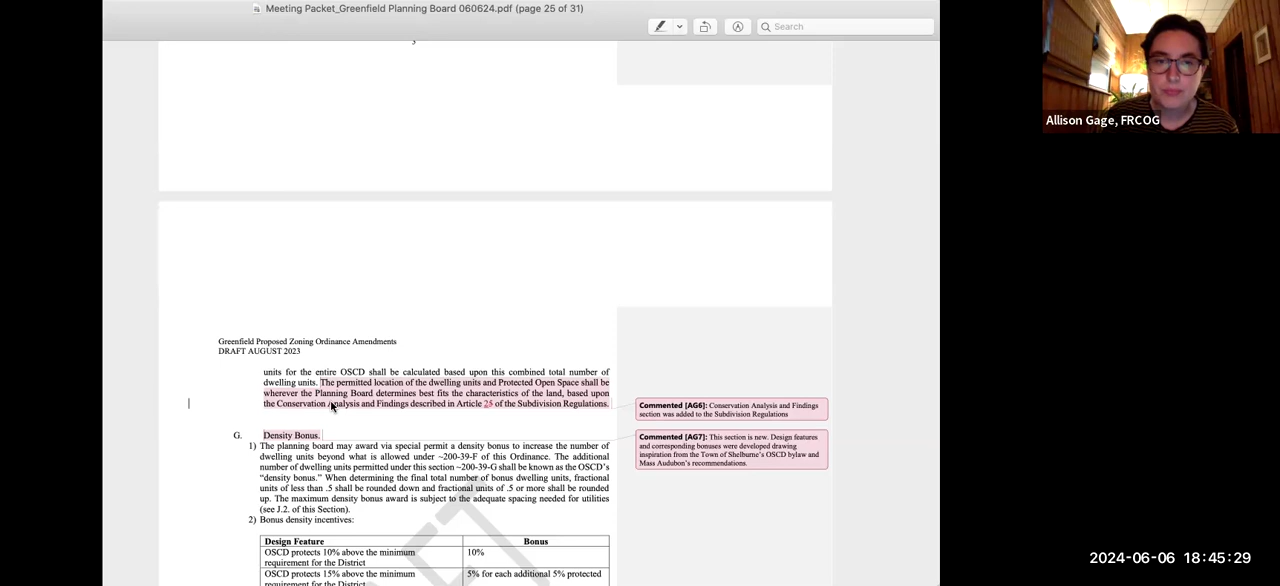 Meeting Packet_Greenfield Planning Board 060624.pdf (page 25 of 31)
Search
Allison Gage, FRCOG
Greenfield Proposed Zoning Ordinance Amendments
DRAFT AUGUST 2023
units for the entire OSCD shall be calculated based upon this combined total number of
dwelling units. The permitted location of the dwelling units and Protected Open Space shall be
wherever the Planning Board determines best fits the characteristics of the land, based upon
the Conservation Analysis and Findings described in Article 25 of the Subdivision Regulations.
Commented [AG6]: Conservation Analysis and Findings
section was added to the Subdivision Regulations
G. Density Bonus.
Commented [AG7]: This section is new. Design features
and corresponding bonuses were developed drawing
inspiration from the Town of Shelburne's OSCD bylaw and
Mass Audubon's recommendations.
1) The planning board may award via special permit a density bonus to increase the number of
dwelling units beyond what is allowed under ~200-39-F of this Ordinance. The additional
number of dwelling units permitted under this section ~200-39-G shall be known as the OSCD's
"density bonus." When determining the final total number of bonus dwelling units, fractional
units of less than .5 shall be rounded down and fractional units of .5 or more shall be rounded
up. The maximum density bonus award is subject to the adequate spacing needed for utilities
(see J.2. of this Section).
2) Bonus density incentives:
Design Feature Bonus
OSCD protects 10% above the minimum 10%
requirement for the District
OSCD protects 15% above the minimum 5% for each additional 5% protected
requirement for the District
2024-06-06 18:45:29